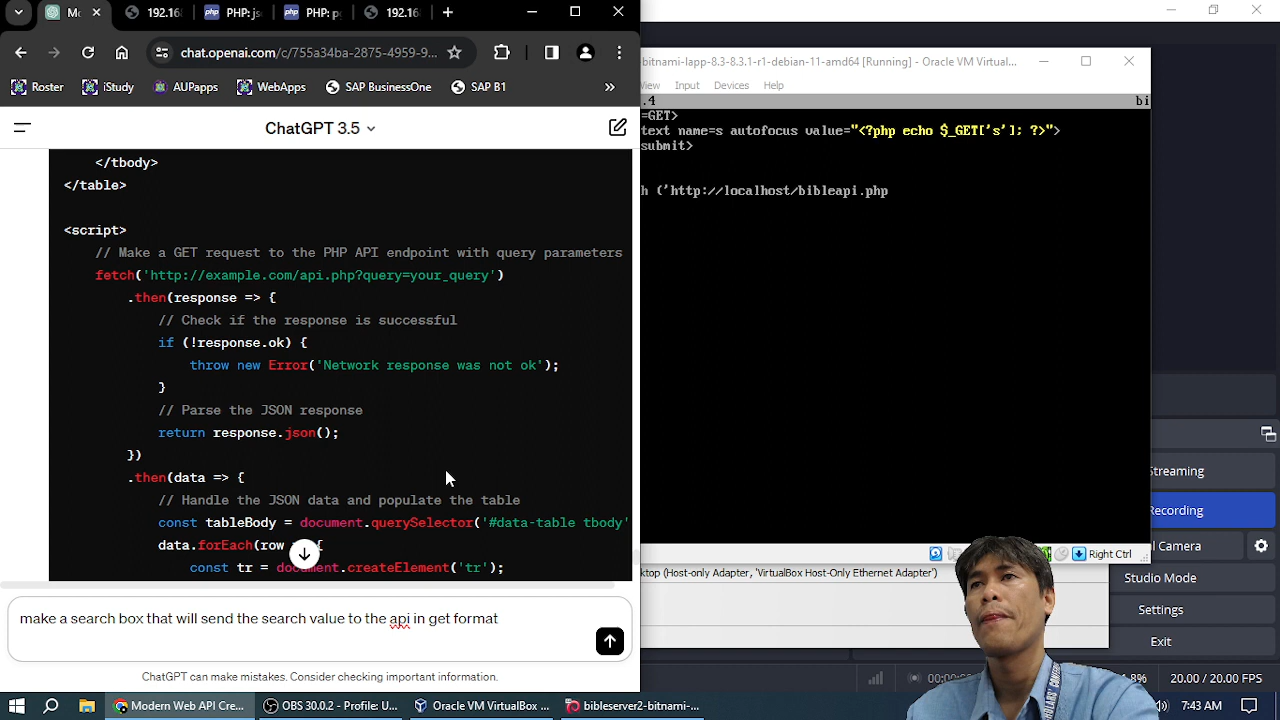 Mo
192.16
PHP: js
PHP: pg
192.16
chat.openai.com/c/755a34ba-2875-4959-9...
Roster
iStudy
AUPapps
WebApps
SAP BusinessOne
SAP B1
ChatGPT 3.5
</tbody>
</table>
<script>
// Make a GET request to the PHP API endpoint with query parameters
fetch('http://example.com/api.php?query=your_query')
.then(response => {
// Check if the response is successful
if (!response.ok) {
throw new Error('Network response was not ok');
}
// Parse the JSON response
return response.json();
})
.then(data => {
// Handle the JSON data and populate the table
const tableBody = document.querySelector('#data-table tbody'
data.forEach(row
{
const tr = document.createElement('tr');
make a search box that will send the search value to the api in get format
ChatGPT can make mistakes. Consider checking important information.
-bitnami-lapp-8.3-8.3.1-r1-debian-11-amd64 [Running] - Oracle VM Virtual...
View Input Devices Help
.4 bi
=GET>
text name=s autofocus value="<?php echo $_GET['s']; ?>">
submit>
h ('http://localhost/bibleapi.php
Right Ctrl
ktop (Host-only Adapter, 'VirtualBox Host-Only Ethernet Adapter')
Streaming
Recording
l Camera
Studio Mode
Settings
Exit
00:00:
.8%
20.00 / 20.00 FPS
Modern Web API Cre...
OBS 30.0.2 - Profile: U...
Oracle VM VirtualBox ...
bibleserver2-bitnami-...
7:43 AM